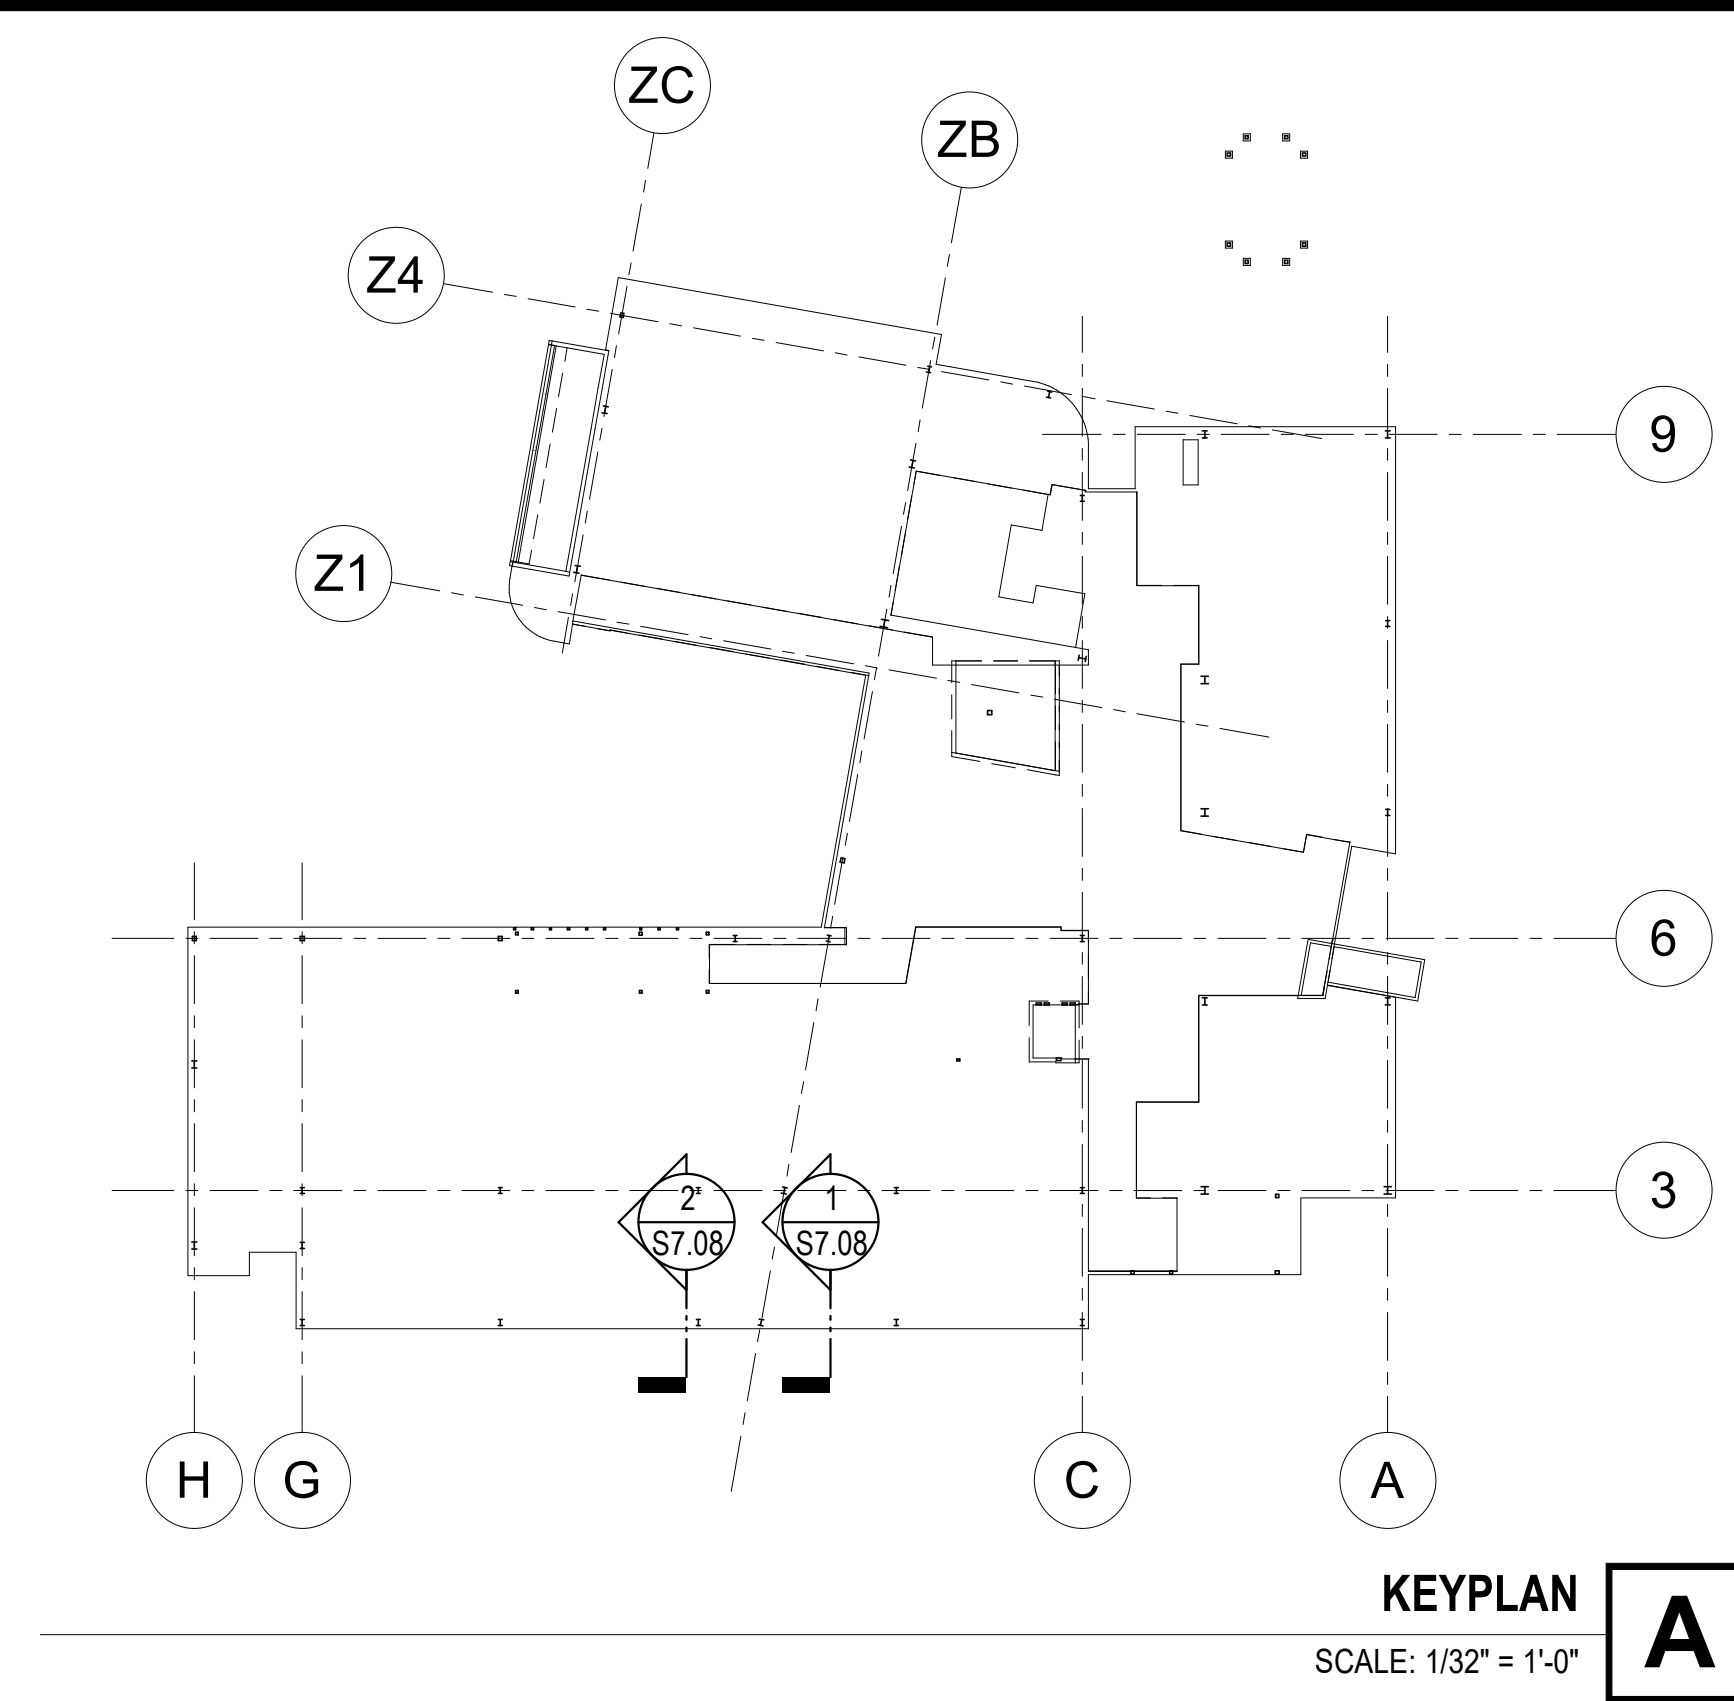 ZC
ZB
Z4
9
Z1
6
3
2
S7.08
1
S7.08
H
G
C
A
KEYPLAN
SCALE: 1/32" = 1'-0"
A